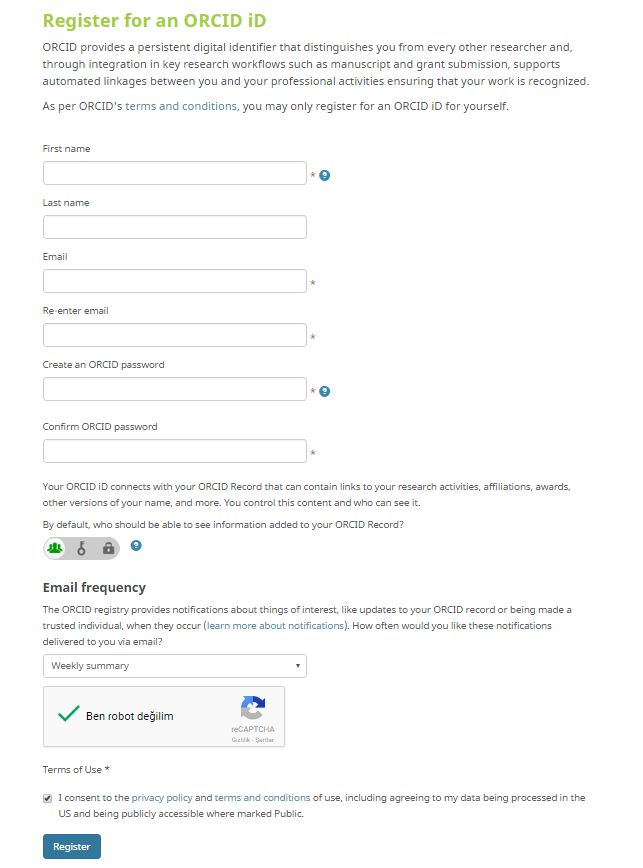 Register for an ORCID iD
ORCID provides a persistent digital identifier that distinguishes you from every other researcher and,
through integration in key research workflows such as manuscript and grant submission, supports
automated linkages between you and your professional activities ensuring that your work is recognized.
As per ORCID's terms and conditions, you may only register for an ORCID iD for yourself.
First name
* ?
Last name
Email
*
Re-enter email
*
Create an ORCID password
* ?
Confirm ORCID password
*
Your ORCID iD connects with your ORCID Record that can contain links to your research activities, affiliations, awards,
other versions of your name, and more. You control this content and who can see it.
By default, who should be able to see information added to your ORCID Record?
?
Email frequency
The ORCID registry provides notifications about things of interest, like updates to your ORCID record or being made a
trusted individual, when they occur (learn more about notifications). How often would you like these notifications
delivered to you via email?
Weekly summary
Ben robot değilim
reCAPTCHA
Gizlilik - Şartlar
Terms of Use *
I consent to the privacy policy and terms and conditions of use, including agreeing to my data being processed in the
US and being publicly accessible where marked Public.
Register